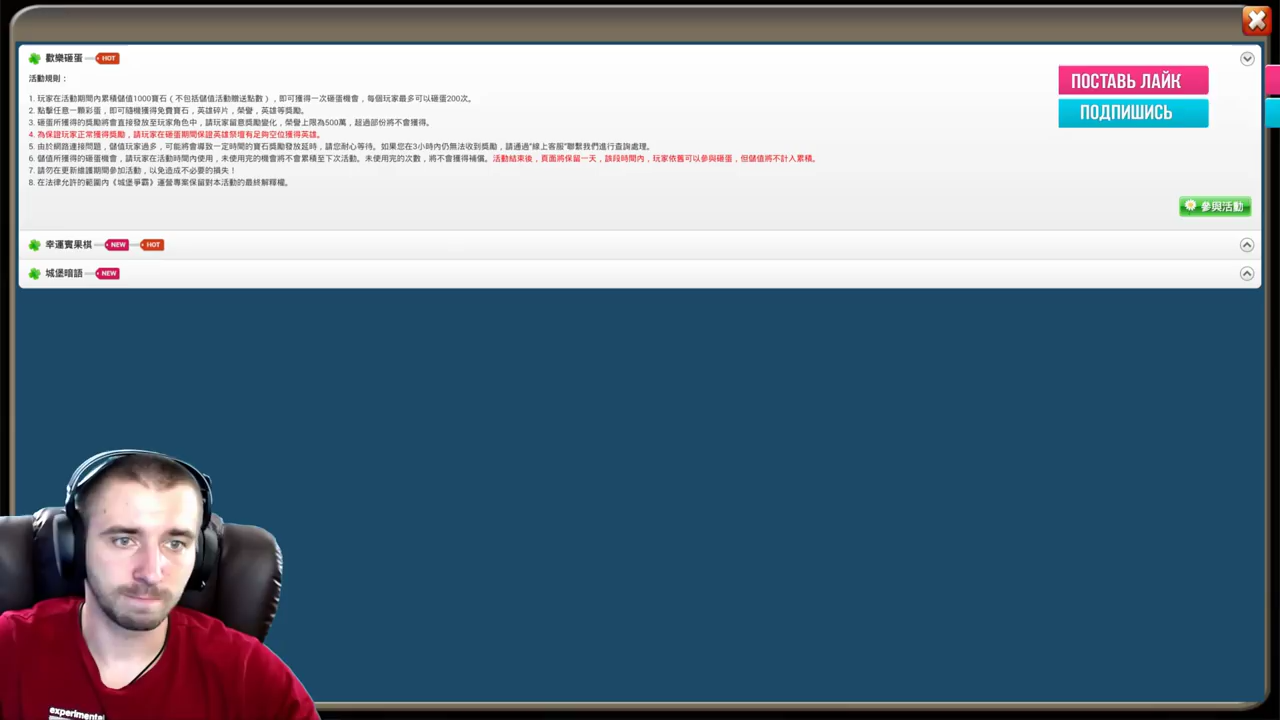 歡樂砸蛋 HOT
活動規則：
ПОСТАВЬ ЛАЙК
ПОДПИШИСЬ
1. 玩家在活動期間內累積儲值1000寶石（不包括儲值活動贈送點數），即可獲得一次砸蛋機會，每個玩家最多可以砸蛋200次。
2. 點擊任意一顆彩蛋，即可隨機獲得免費寶石，英雄碎片，榮譽，英雄等獎勵。
3. 砸蛋所獲得的獎勵將會直接發放至玩家角色中，請玩家留意獎勵變化，榮譽上限為500萬，超過部份將不會獲得。
4. 為保證玩家正常獲得獎勵，請玩家在砸蛋期間保證英雄祭壇有足夠空位獲得英雄。
5. 由於網路連接問題，儲值玩家過多，可能將會導致一定時間的寶石獎勵發放延時，請您耐心等待。如果您在3小時內仍無法收到獎勵，請通過"線上客服"聯繫我們進行查詢處理。
6. 儲值所獲得的砸蛋機會，請玩家在活動時間內使用，未使用完的機會將不會累積至下次活動。未使用完的次數，將不會獲得補償。活動結束後，頁面將保留一天，該段時間內，玩家依舊可以參與砸蛋，但儲值將不計入累積。
7. 請勿在更新維護期間參加活動，以免造成不必要的損失！
8. 在法律允許的範圍內《城堡爭霸》運營專案保留對本活動的最終解釋權。
參與活動
幸運賓果棋 NEW HOT
城堡暗語 NEW
experimental